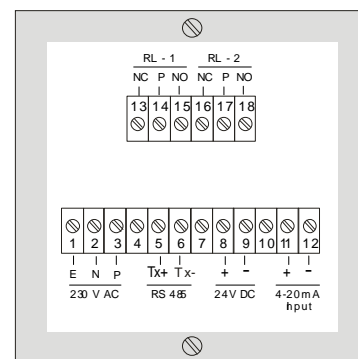 RL - 1 RL - 2
NC P NO NC P NO
13 14 15 16 17 18
1 2 3 4 5 6 7 8 9 10 11 12
E N P Tx+ Tx- + - + -
230 V AC RS 485 24V DC 4-20mA
Input